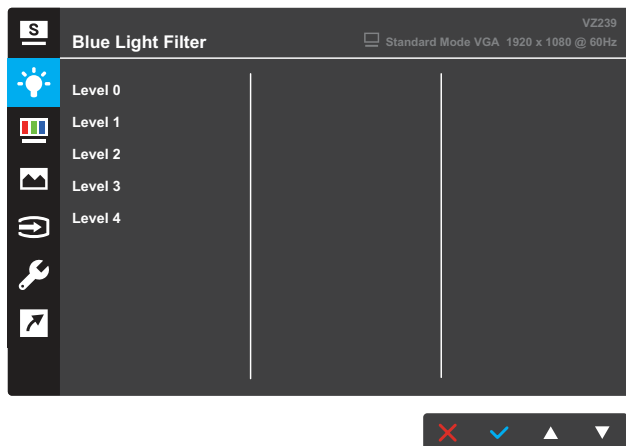 S
VZ239
Blue Light Filter
Standard Mode VGA 1920 x 1080 @ 60Hz
Level 0
Level 1
Level 2
Level 3
Level 4